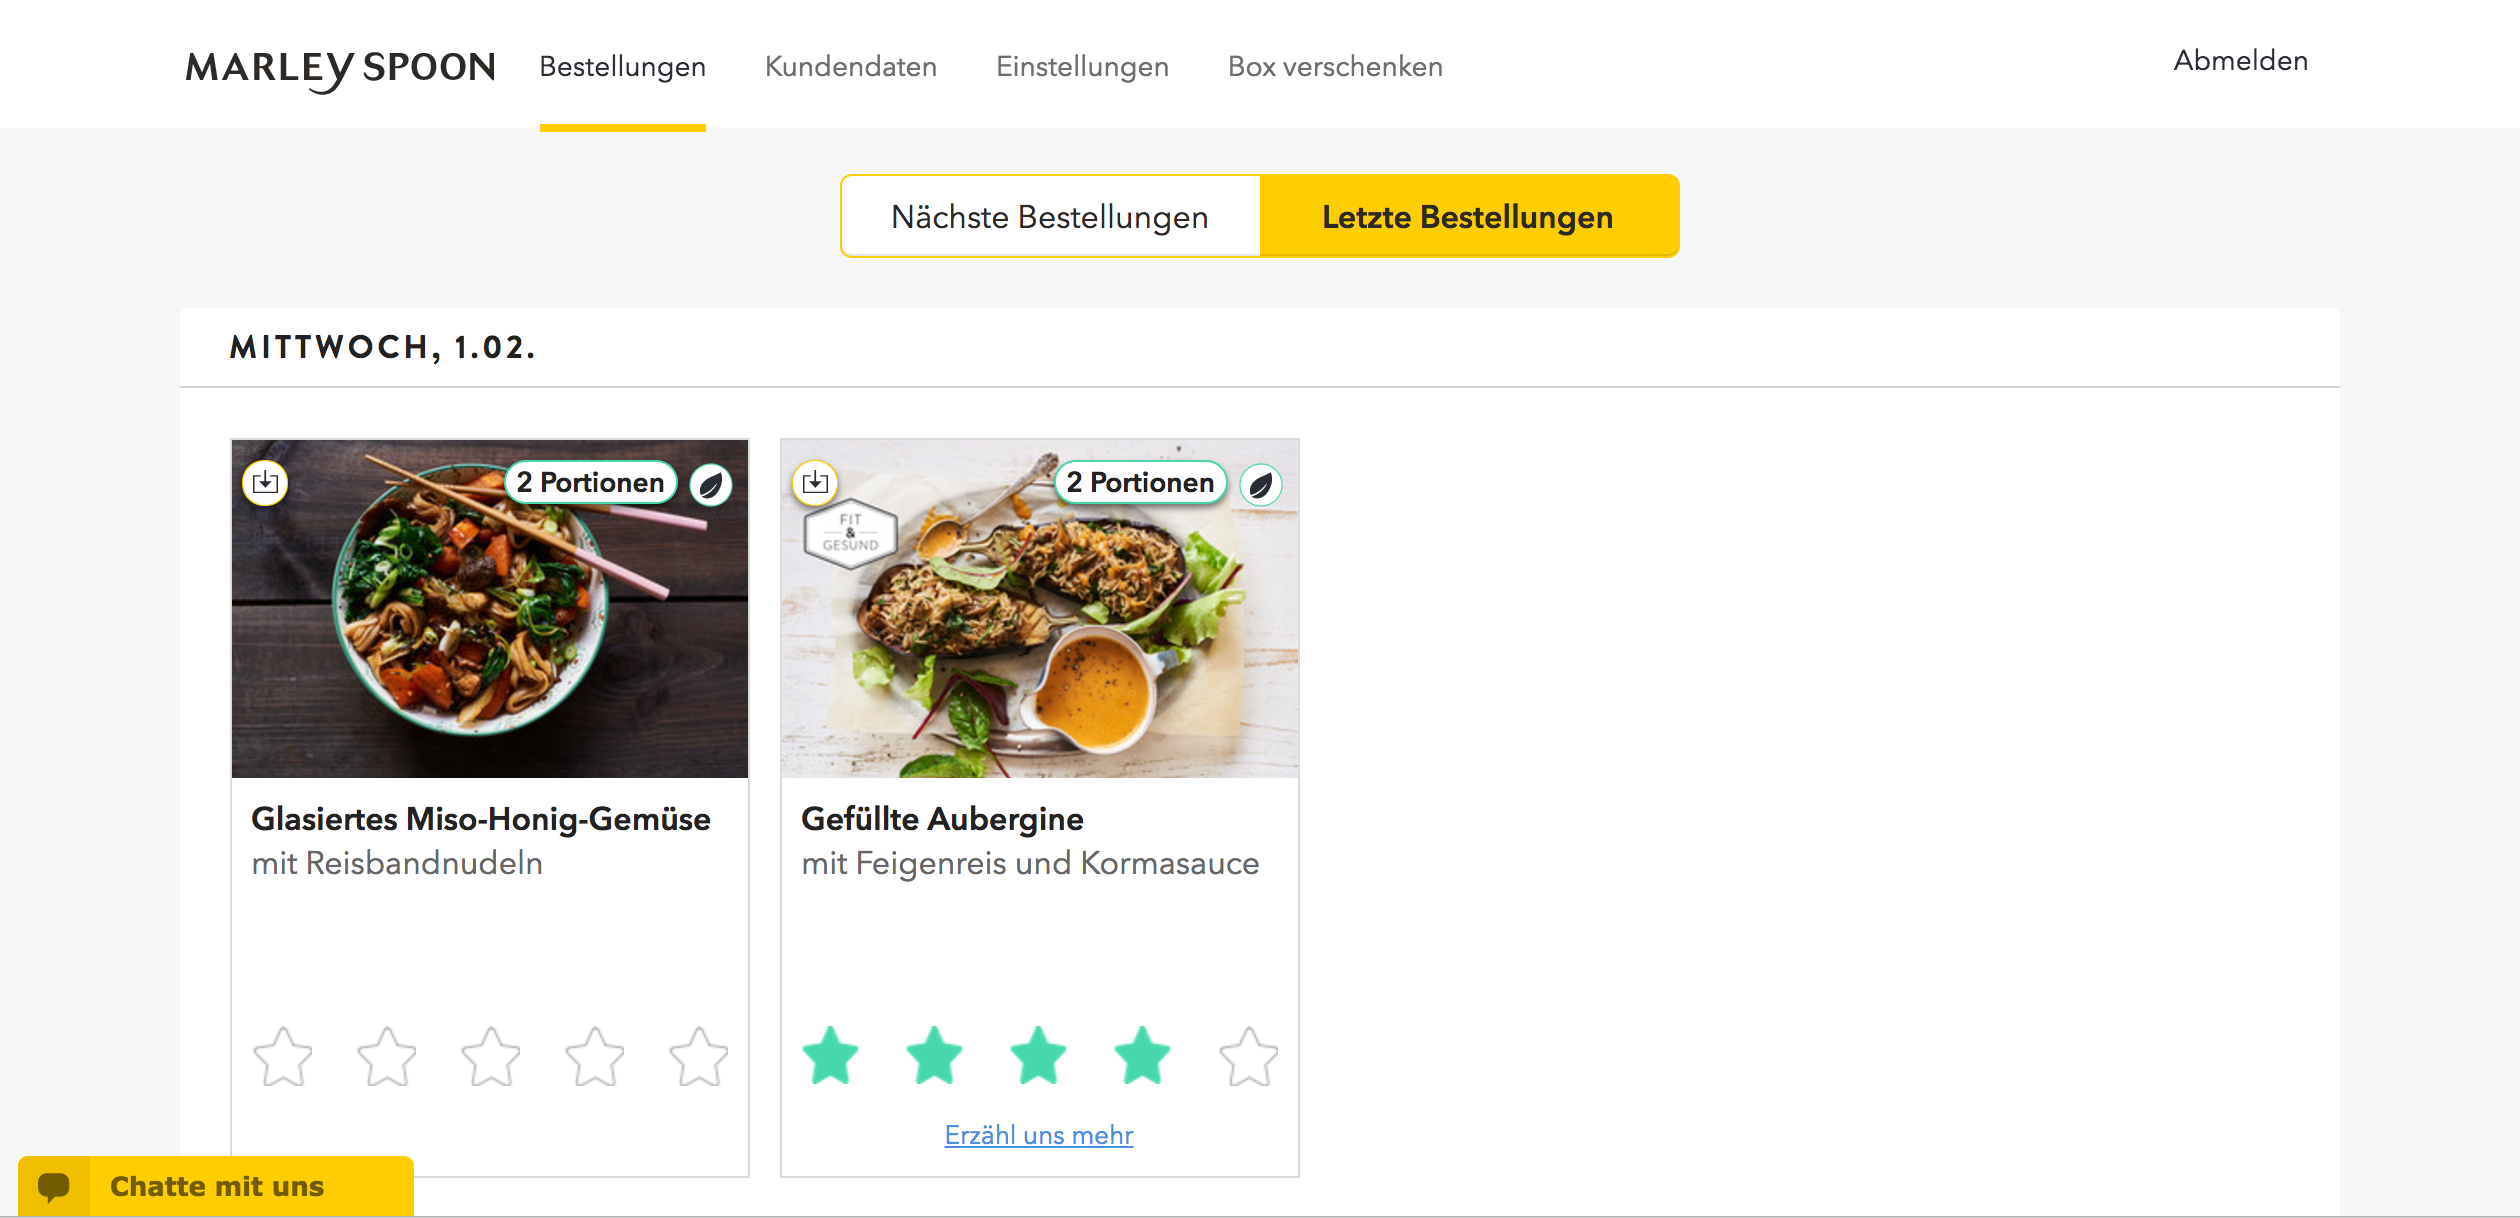 MARLEY SPOON
Bestellungen
Kundendaten
Einstellungen
Box verschenken
Abmelden
Nächste Bestellungen
Letzte Bestellungen
MITTWOCH, 1.02.
2 Portionen
Glasiertes Miso-Honig-Gemüse
mit Reisbandnudeln
2 Portionen
FIT
&
GESUND
Gefüllte Aubergine
mit Feigenreis und Kormasauce
Erzähl uns mehr
Chatte mit uns